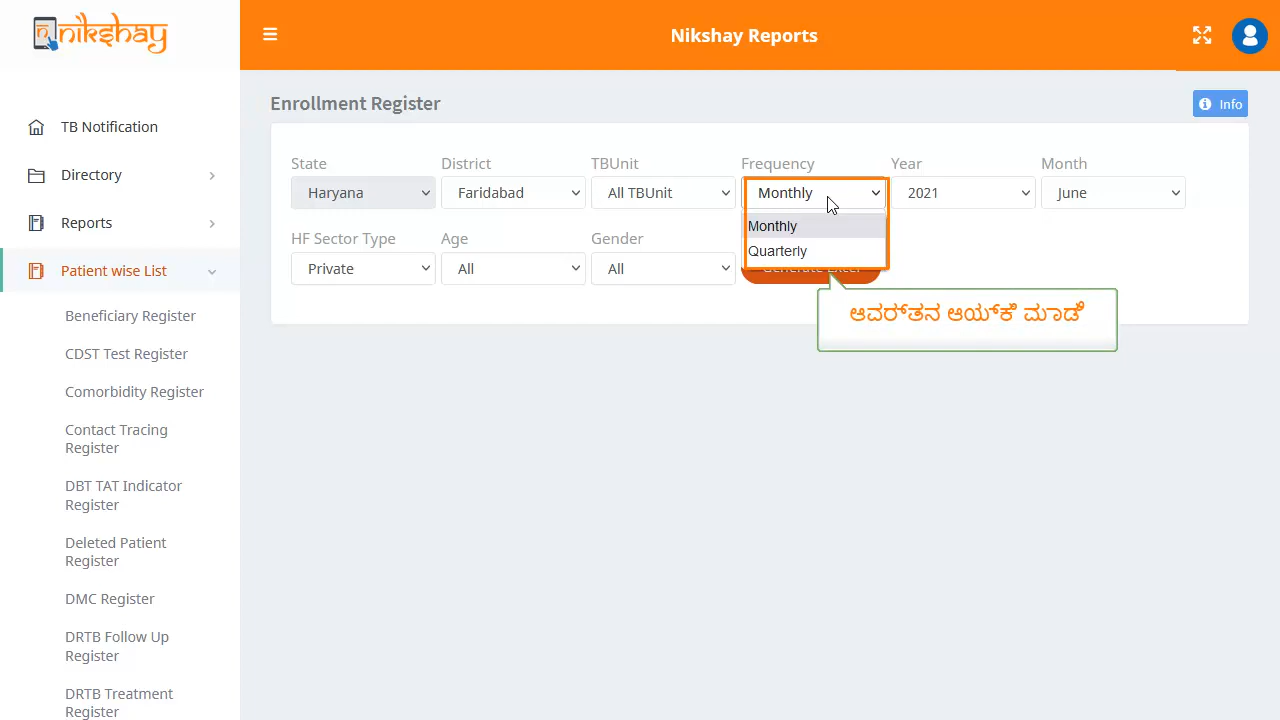 nikshay
Nikshay Reports
TB Notification
Directory
Reports
Patient wise List
Beneficiary Register
CDST Test Register
Comorbidity Register
Contact Tracing
Register
DBT TAT Indicator
Register
Deleted Patient
Register
DMC Register
DRTB Follow Up
Register
DRTB Treatment
Register
Enrollment Register
Info
State District TBUnit Frequency Year Month
Haryana Faridabad All TBUnit Monthly 2021 June
Monthly
Quarterly
HF Sector Type Age Gender
Private All All
Generate Excel
ಆವರ್‌ತನ ಆಯ್‌ಕೆ ಮಾಡೆ